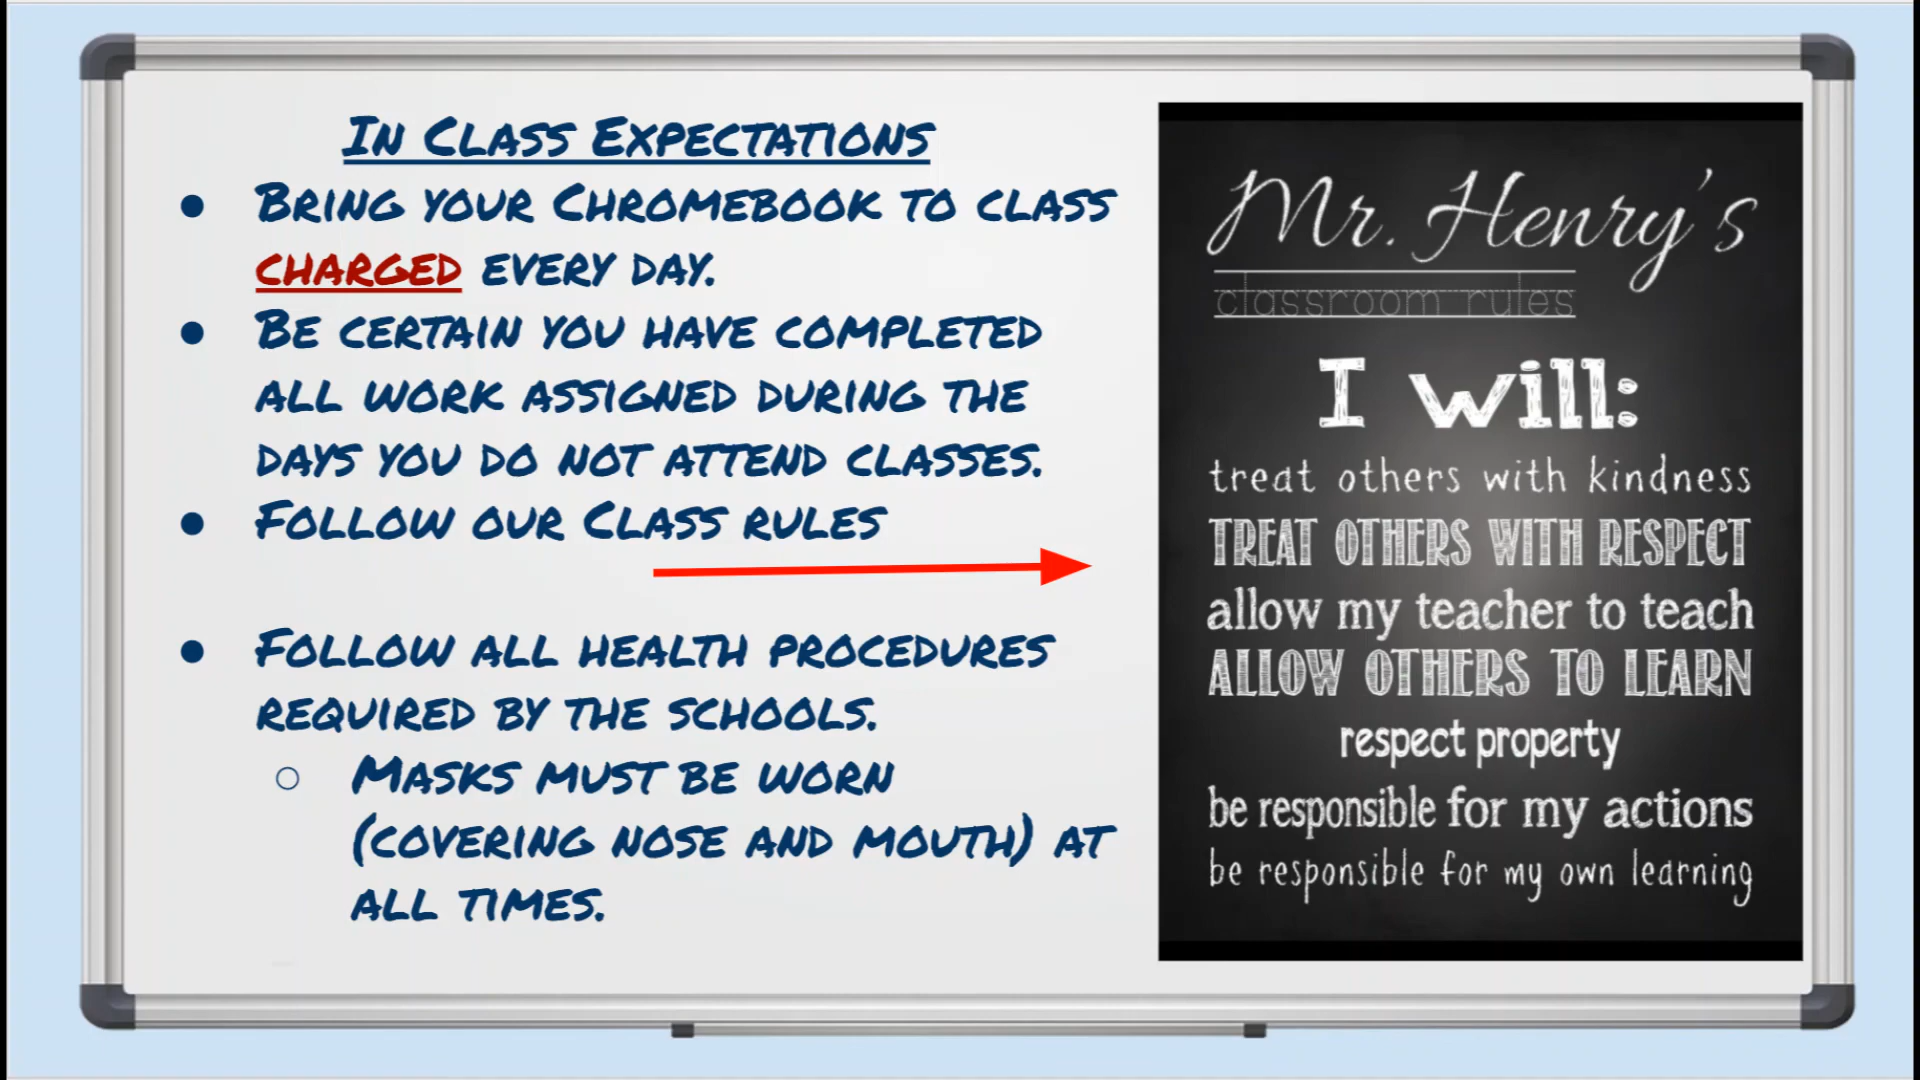 In Class Expectations
● Bring your Chromebook to class
charged every day.
● Be certain you have completed
all work assigned during the
days you do not attend classes.
● Follow our Class rules
● Follow all health procedures
required by the schools.
○ Masks must be worn
(covering nose and mouth) at
all times.
Mr. Henry's
classroom rules
I will:
treat others with kindness
TREAT OTHERS WITH RESPECT
allow my teacher to teach
ALLOW OTHERS TO LEARN
respect property
be responsible for my actions
be responsible for my own learning